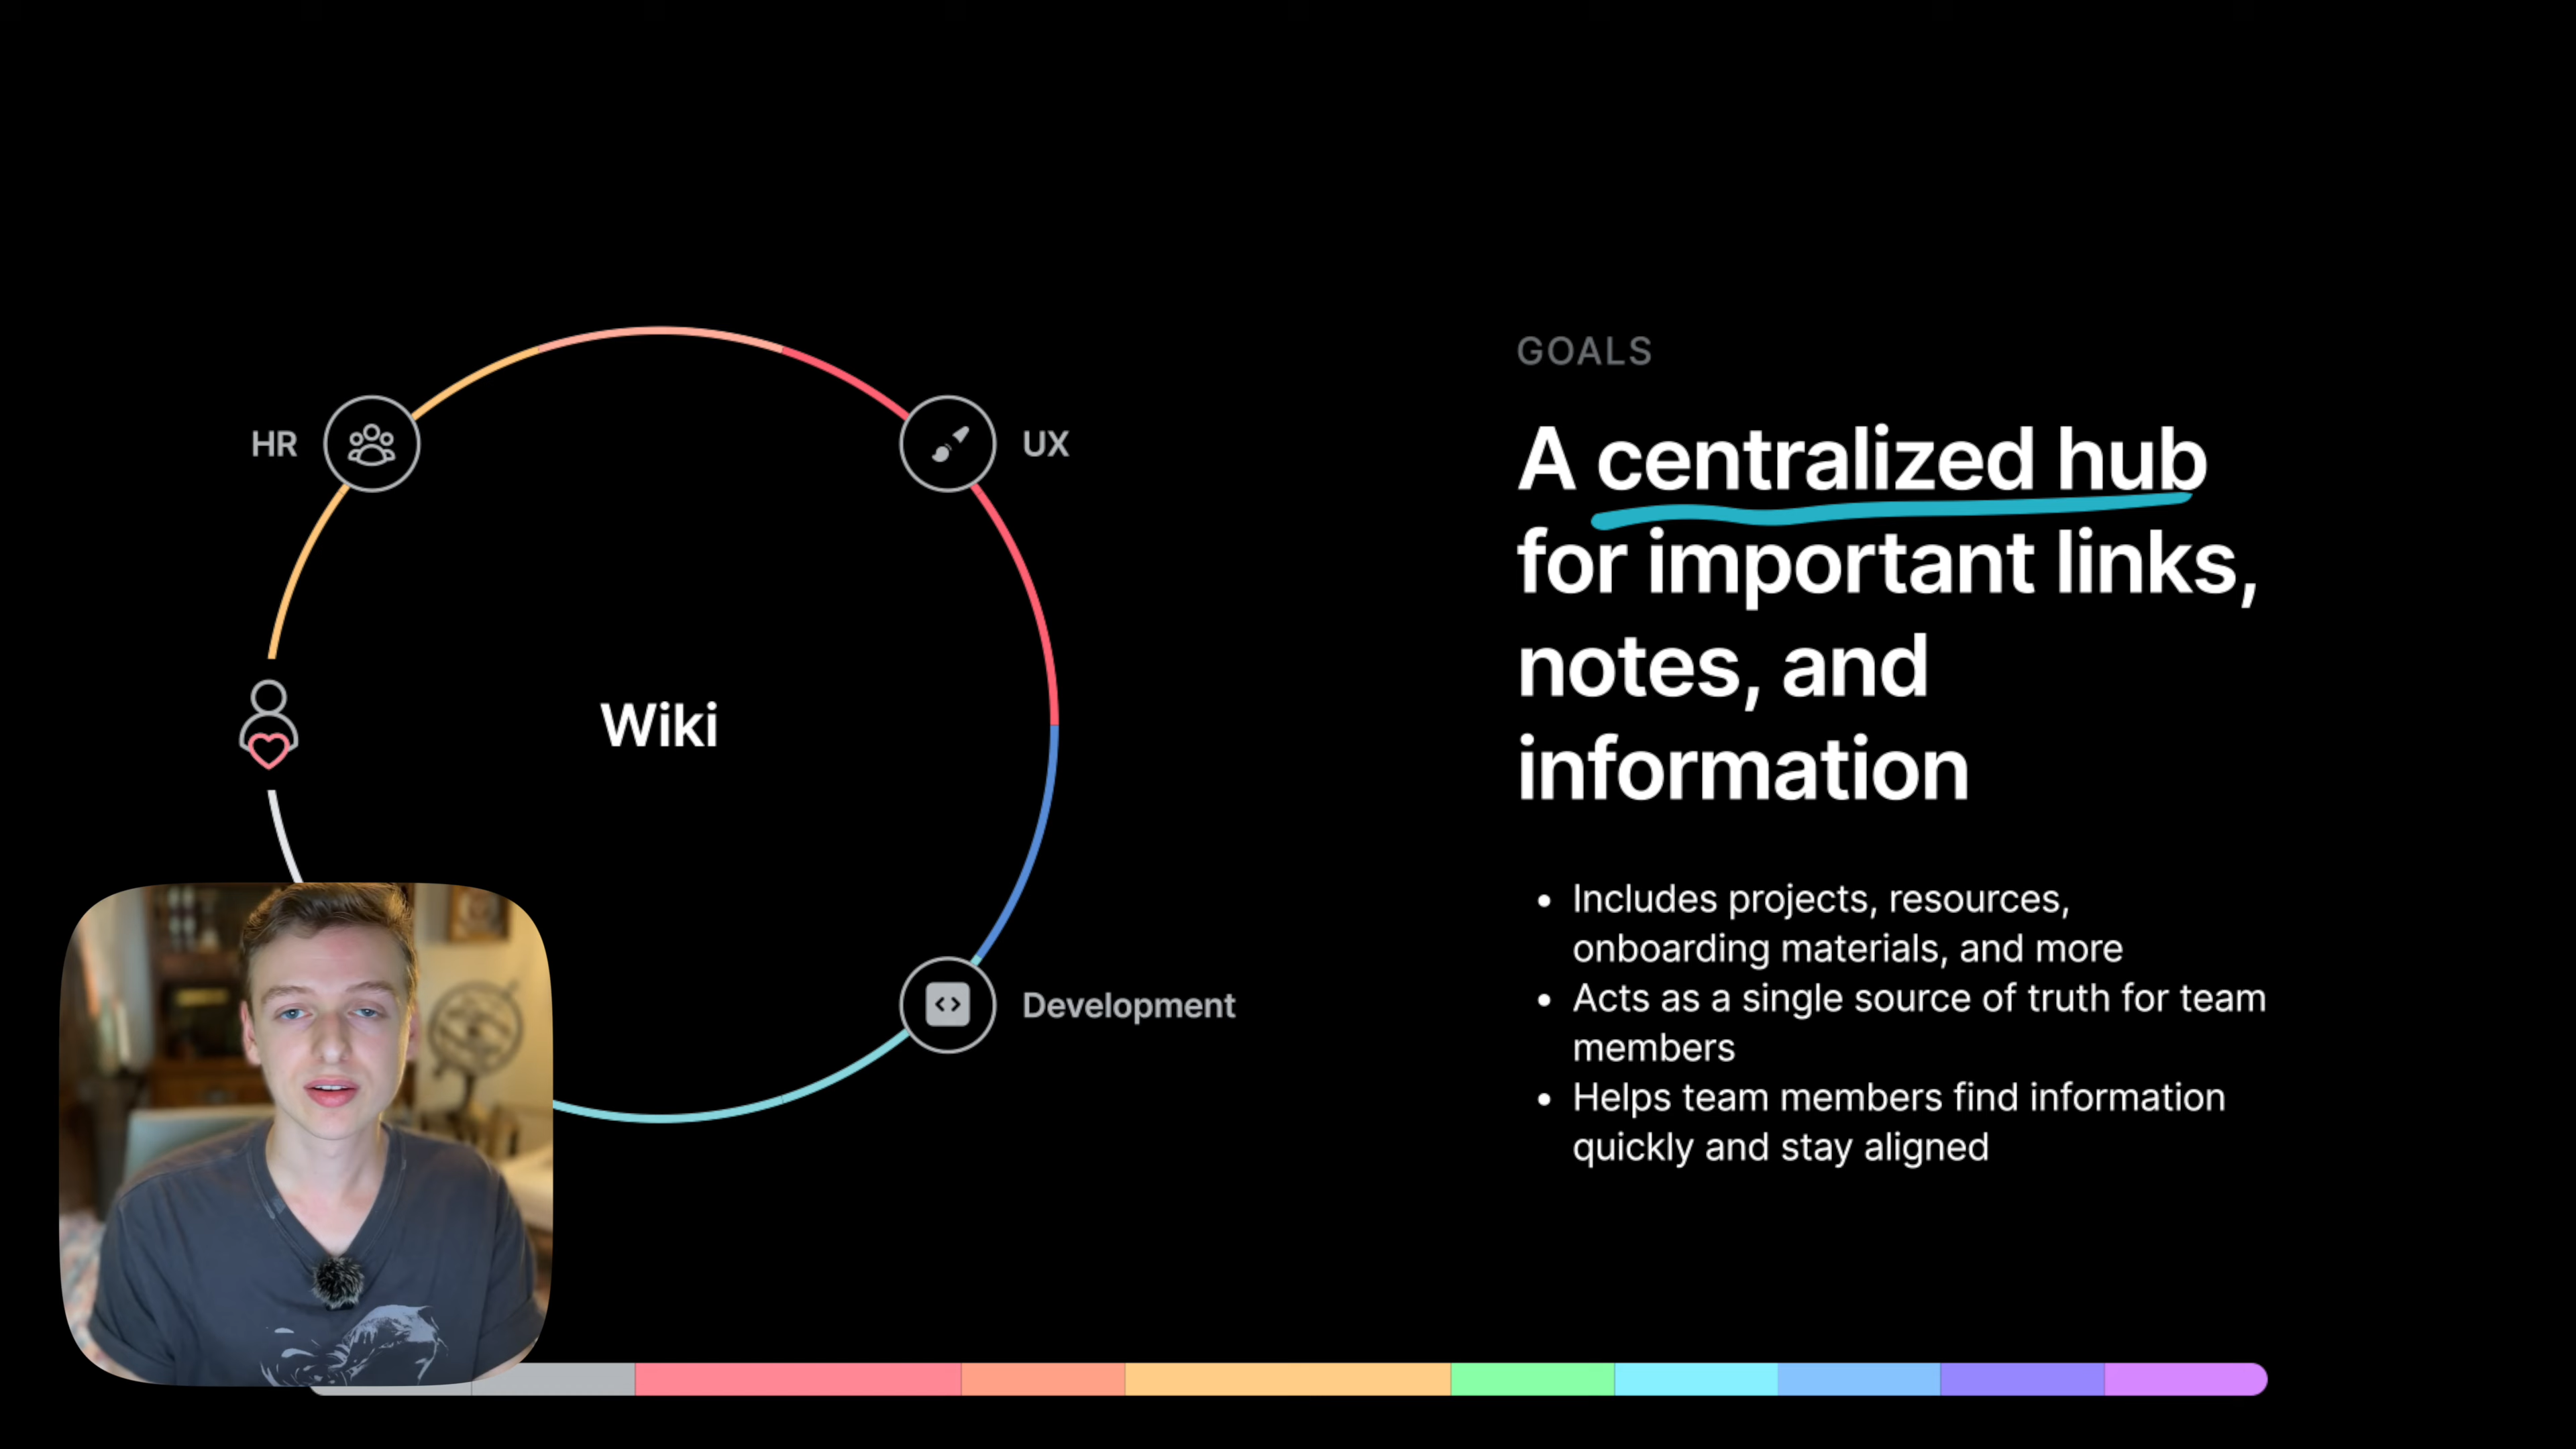 GOALS
A centralized hub
for important links,
notes, and
information
• Includes projects, resources,
onboarding materials, and more
• Acts as a single source of truth for team
members
• Helps team members find information
quickly and stay aligned
HR
UX
Wiki
Development